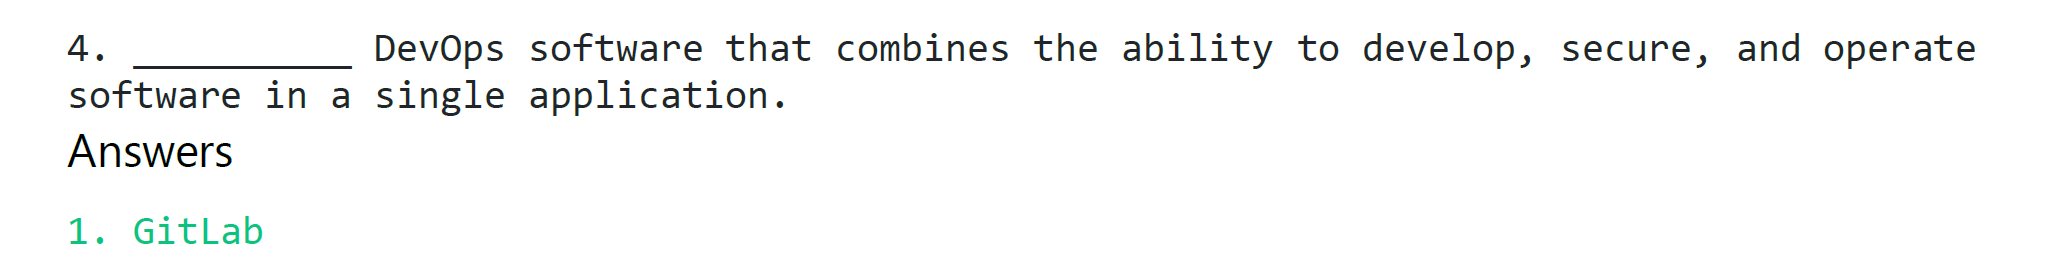 4. __________ DevOps software that combines the ability to develop, secure, and operate
software in a single application.
Answers
1. GitLab